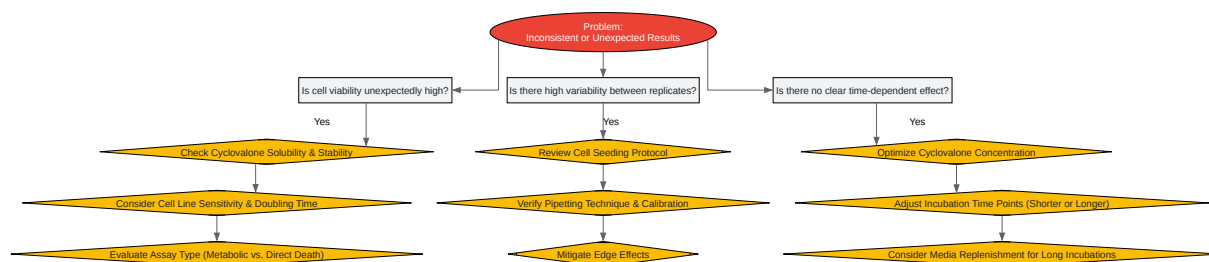 Problem:
Inconsistent or Unexpected Results
Is cell viability unexpectedly high?
Is there high variability between replicates?
Is there no clear time-dependent effect?
Yes
Yes
Yes
Check Cyclovalone Solubility & Stability
Review Cell Seeding Protocol
Optimize Cyclovalone Concentration
Consider Cell Line Sensitivity & Doubling Time
Verify Pipetting Technique & Calibration
Adjust Incubation Time Points (Shorter or Longer)
Evaluate Assay Type (Metabolic vs. Direct Death)
Mitigate Edge Effects
Consider Media Replenishment for Long Incubations